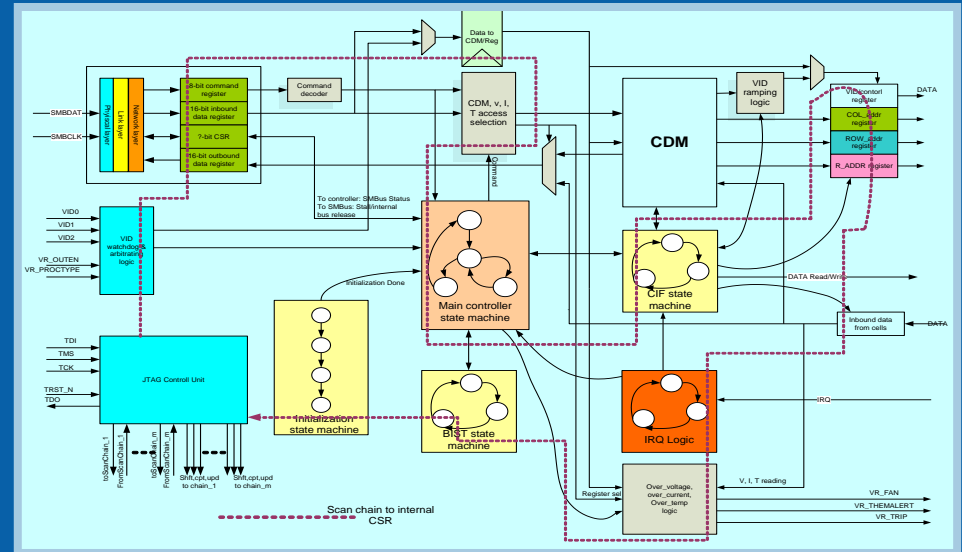 Data to
CDM/Reg
SMBDAT
SMBCLK
Physical layer
Link layer
Network layer
8-bit command
register
16-bit inbound
data register
?-bit CSR
16-bit outbound
data register
Command
decoder
CDM, v, I,
T access
selection
Command
CDM
VID
ramping
logic
VID/contorl
register
COL_addr
register
ROW_addr
register
R_ADDR register
DATA
To controller: SMBus Status
To SMBus: Stall/internal
bus release
VID0
VID1
VID2
VR_OUTEN
VR_PROCTYPE
VID
watchdog &
arbitrating
logic
Initialization Done
Main controller
state machine
CIF state
machine
DATA Read/Write
Inbound data
from cells
DATA
TDI
TMS
TCK
TRST_N
TDO
JTAG Controll Unit
Initialization
state machine
BIST state
machine
IRQ Logic
IRQ
toScanChain_1
FromScanChain_1
toScanChain_m
FromScanChain_m
Shft,cpt,upd
to chain_1
Shft,cpt,upd
to chain_m
Register sel
Over_voltage,
over_current,
Over_temp
logic
V, I, T reading
VR_FAN
VR_THEMALERT
VR_TRIP
Scan chain to internal
CSR